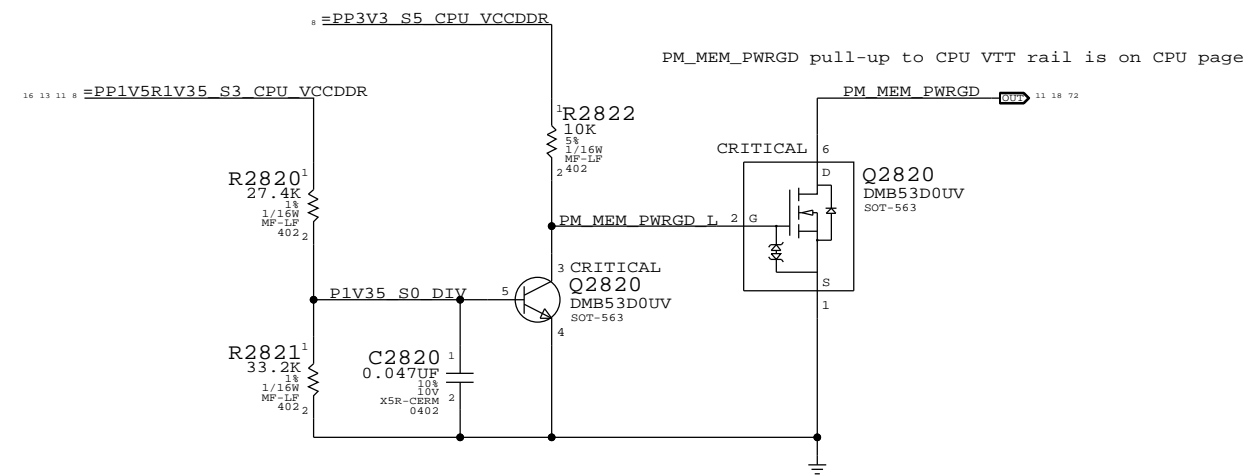 8 =PP3V3_S5_CPU_VCCDDR
PM_MEM_PWRGD pull-up to CPU VTT rail is on CPU page
16 13 11 8 =PP1V5R1V35_S3_CPU_VCCDDR
PM_MEM_PWRGD
OUT 11 18 72
1
R2822
10K
5%
1/16W
MF-LF
402
2
CRITICAL
6
D
Q2820
DMB53D0UV
SOT-563
R2820
1
27.4K
1%
1/16W
MF-LF
402
2
PM_MEM_PWRGD_L
2
G
S
1
3
CRITICAL
Q2820
DMB53D0UV
SOT-563
P1V35_S0_DIV
5
4
R2821
1
33.2K
1%
1/16W
MF-LF
402
2
C2820
1
0.047UF
10%
10V
X5R-CERM
2
0402